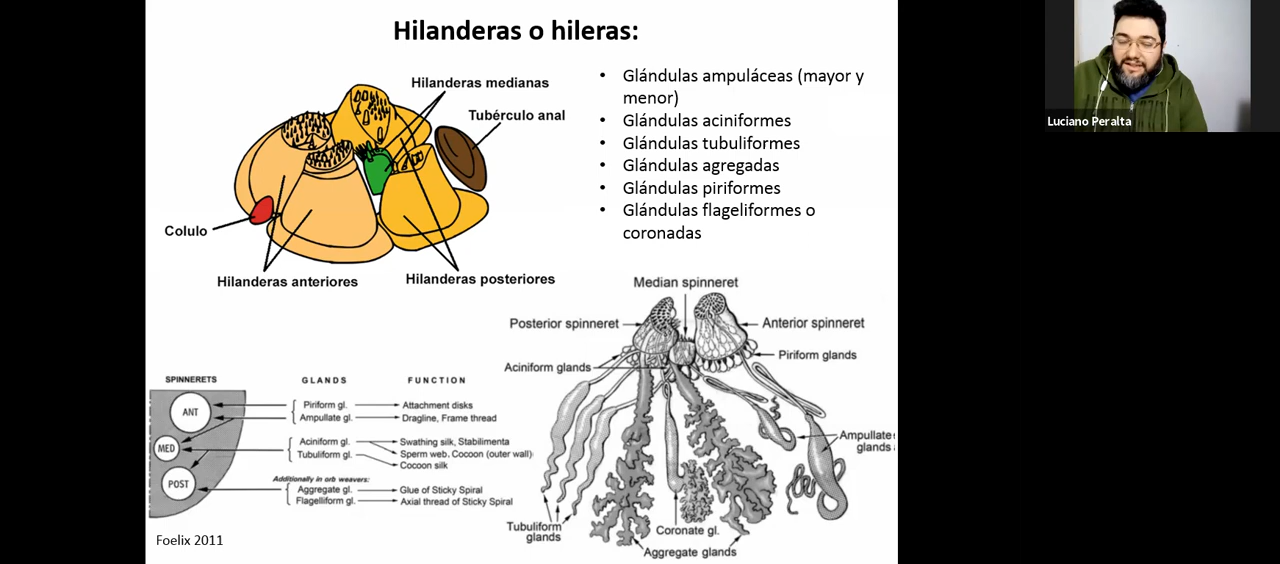 Hilanderas o hileras:
Hilanderas medianas
Tubérculo anal
Colulo
Hilanderas anteriores
Hilanderas posteriores
• Glándulas ampuláceas (mayor y
menor)
• Glándulas aciniformes
• Glándulas tubuliformes
• Glándulas agregadas
• Glándulas piriformes
• Glándulas flageliformes o
coronadas
Luciano Peralta
SPINNERETS GLANDS FUNCTION
ANT
Piriform gl. Attachment disks
Ampullate gl. Dragline, Frame thread
MED
Aciniform gl. Swathing silk, Stabilimenta
Tubuliform gl. Sperm web. Cocoon (outer wall)
Cocoon silk
POST
Additionally in orb weavers:
Aggregate gl. Glue of Sticky Spiral
Flagelliform gl. Axial thread of Sticky Spiral
Foelix 2011
Median spinneret
Posterior spinneret
Anterior spinneret
Piriform glands
Aciniform glands
Ampullate
glands
Tubuliform
glands
Coronate gl.
Aggregate glands